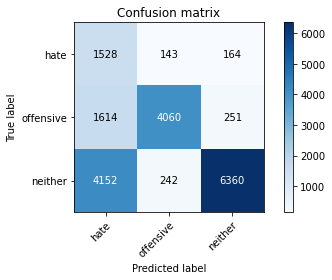 Confusion matrix
True label
hate 1528 143 164
offensive 1614 4060 251
neither 4152 242 6360
hate offensive neither
Predicted label
6000
5000
4000
3000
2000
1000